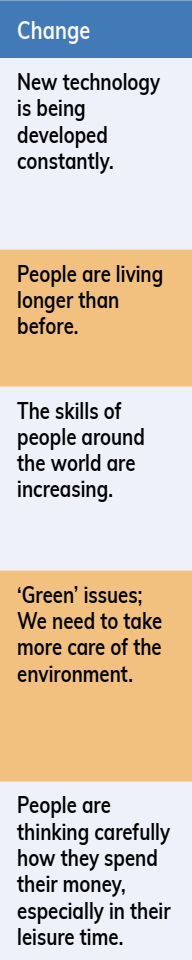 Change
New technology
is being
developed
constantly.
People are living
longer than
before.
The skills of
people around
the world are
increasing.
‘Green’ issues;
We need to take
more care of the
environment.
People are
thinking carefully
how they spend
their money,
especially in their
leisure time.